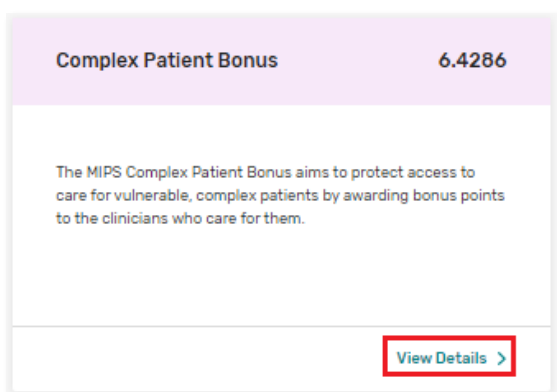 Complex Patient Bonus 6.4286
The MIPS Complex Patient Bonus aims to protect access to
care for vulnerable, complex patients by awarding bonus points
to the clinicians who care for them.
View Details >